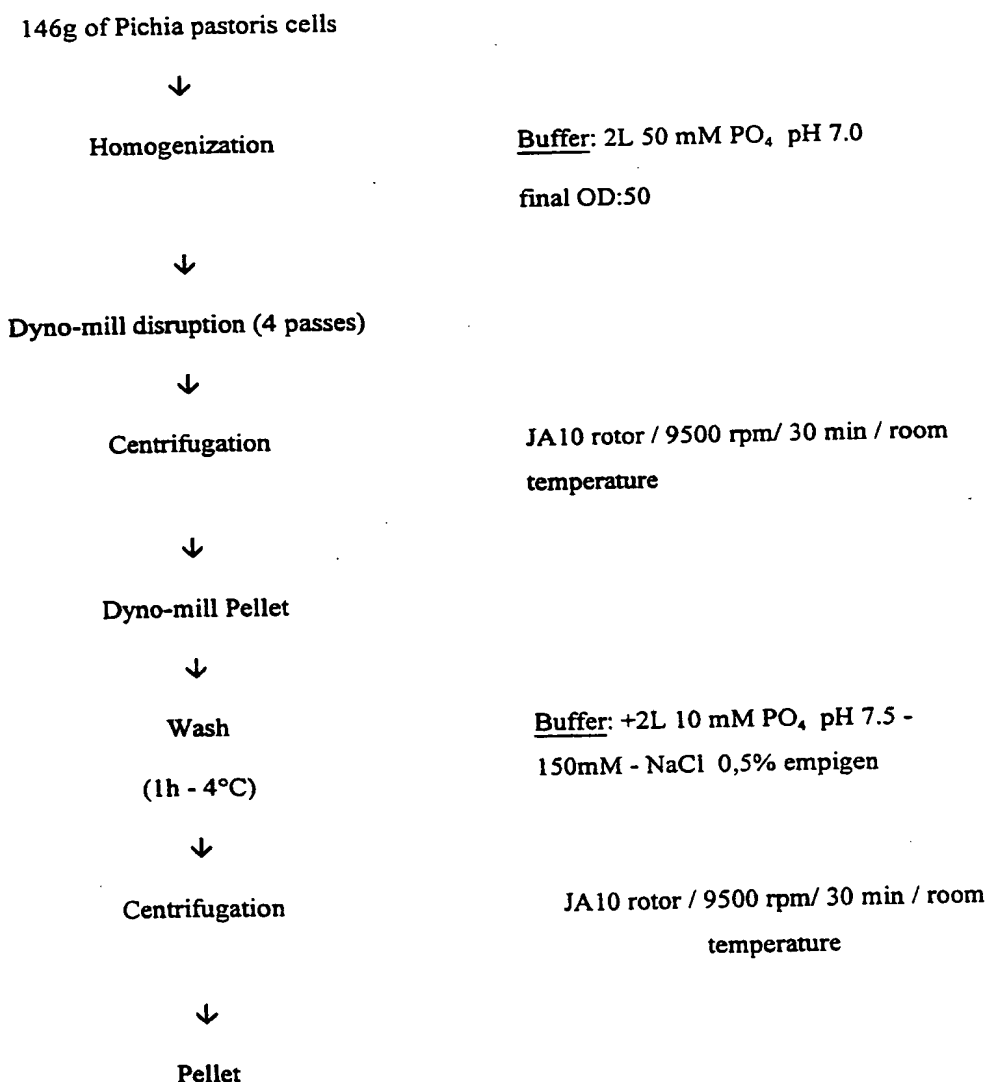 146g of Pichia pastoris cells
↓
Homogenization
Buffer: 2L 50 mM PO₄ pH 7.0
final OD:50
↓
Dyno-mill disruption (4 passes)
↓
Centrifugation
JA10 rotor / 9500 rpm/ 30 min / room
temperature
↓
Dyno-mill Pellet
↓
Wash
(1h - 4°C)
Buffer: +2L 10 mM PO₄ pH 7.5 -
150mM - NaCl 0,5% empigen
↓
Centrifugation
JA10 rotor / 9500 rpm/ 30 min / room
temperature
↓
Pellet